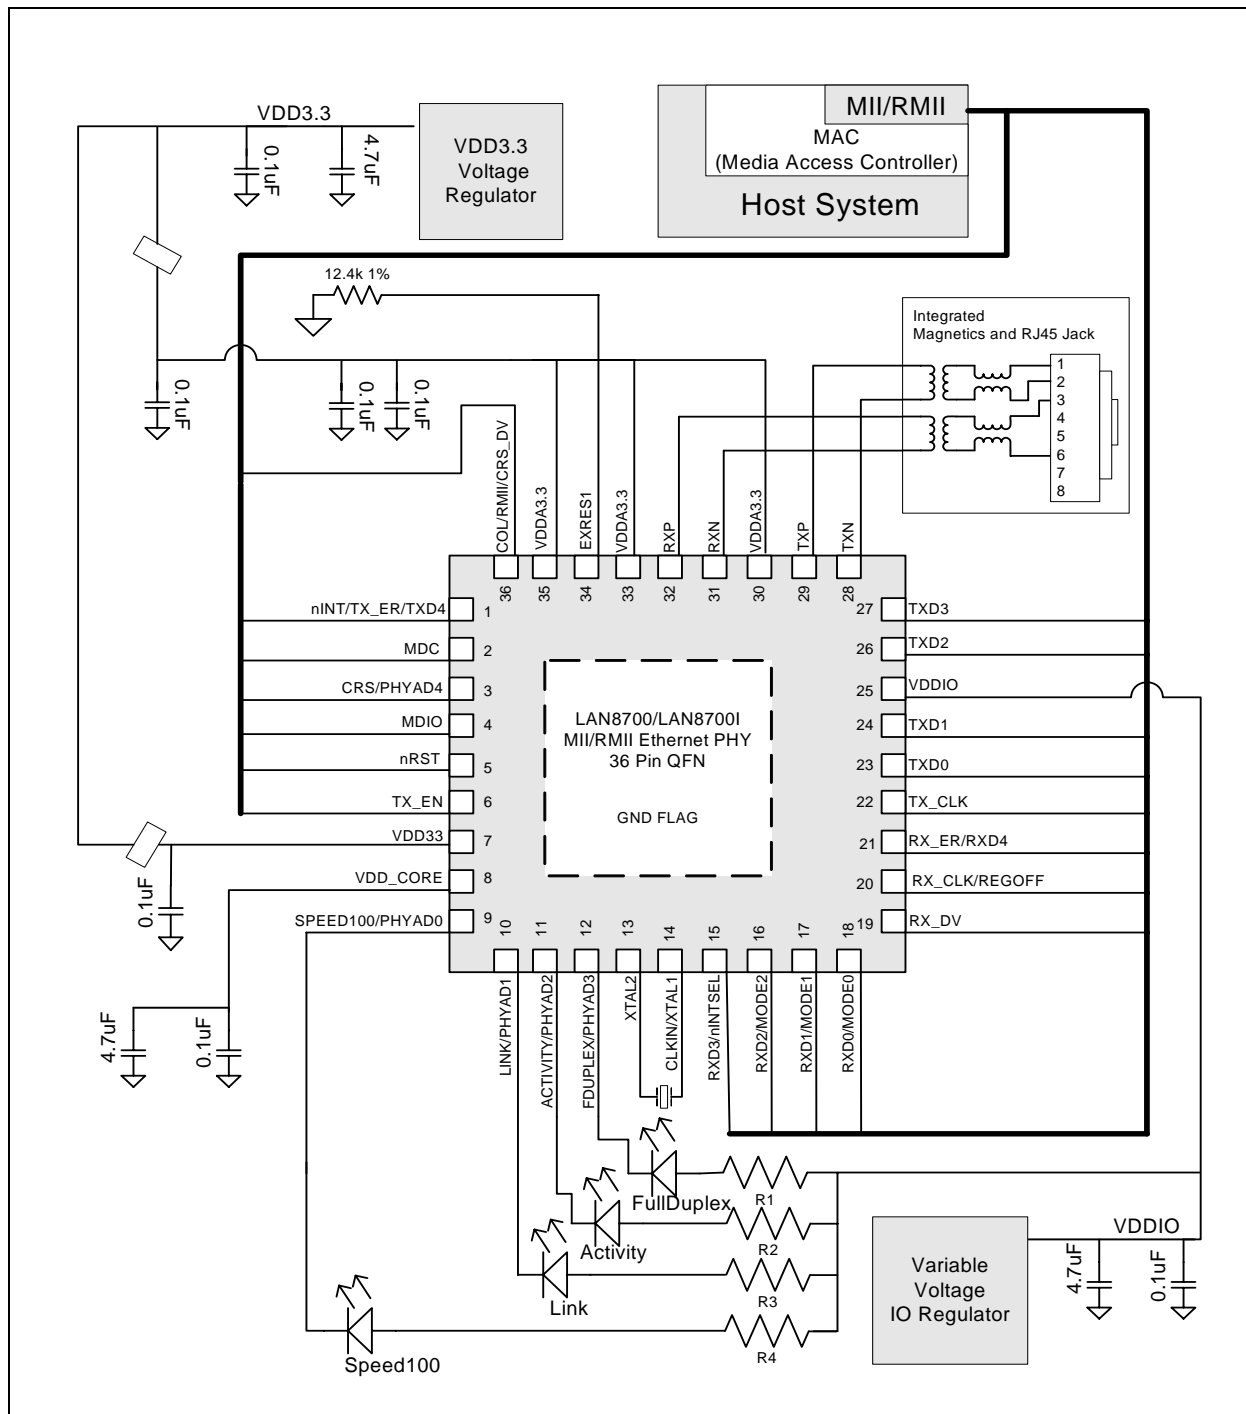 VDD3.3
0.1uF
4.7uF
VDD3.3
Voltage
Regulator
MII/RMII
MAC
(Media Access Controller)
Host System
12.4k 1%
0.1uF
0.1uF
0.1uF
Integrated
Magnetics and RJ45 Jack
1
2
3
4
5
6
7
8
COL/RMII/CRS_DV
VDDA3.3
EXRES1
VDDA3.3
RXP
RXN
VDDA3.3
TXP
TXN
36
35
34
33
32
31
30
29
28
nINT/TX_ER/TXD4
1
MDC
2
CRS/PHYAD4
3
MDIO
4
nRST
5
TX_EN
6
VDD33
7
VDD_CORE
8
SPEED100/PHYAD0
9
LAN8700/LAN8700I
MII/RMII Ethernet PHY
36 Pin QFN
GND FLAG
27
TXD3
26
TXD2
25
VDDIO
24
TXD1
23
TXD0
22
TX_CLK
21
RX_ER/RXD4
20
RX_CLK/REGOFF
19
RX_DV
10
11
12
13
14
15
16
17
18
LINK/PHYAD1
ACTIVITY/PHYAD2
FDUPLEX/PHYAD3
XTAL2
CLKIN/XTAL1
RXD3/nINTSEL
RXD2/MODE2
RXD1/MODE1
RXD0/MODE0
0.1uF
4.7uF
0.1uF
FullDuplex
R1
Activity
R2
Link
R3
Speed100
R4
Variable
Voltage
IO Regulator
VDDIO
4.7uF
0.1uF